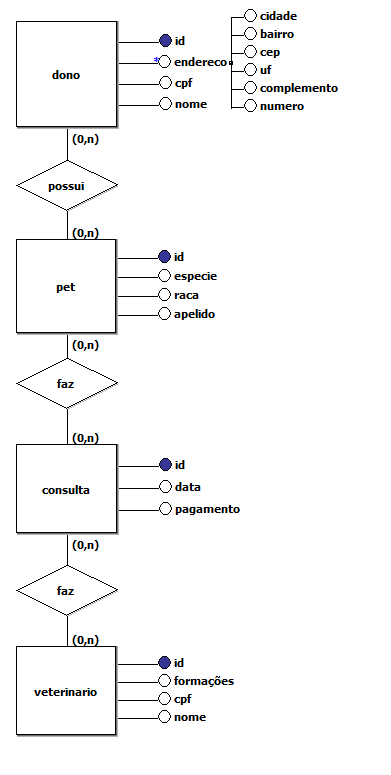 cidade
bairro
cep
uf
complemento
numero
dono
id
* endereco
cpf
nome
(0,n)
possui
(0,n)
pet
id
especie
raca
apelido
(0,n)
faz
(0,n)
consulta
id
data
pagamento
(0,n)
faz
(0,n)
veterinario
id
formações
cpf
nome